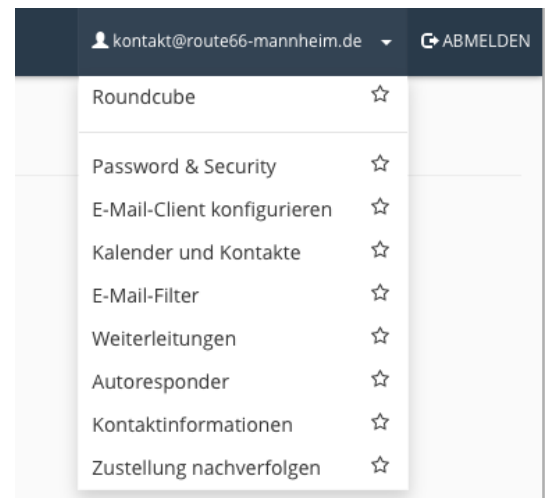 kontakt@route66-mannheim.de ABMELDEN
Roundcube
Password & Security
E-Mail-Client konfigurieren
Kalender und Kontakte
E-Mail-Filter
Weiterleitungen
Autoresponder
Kontaktinformationen
Zustellung nachverfolgen